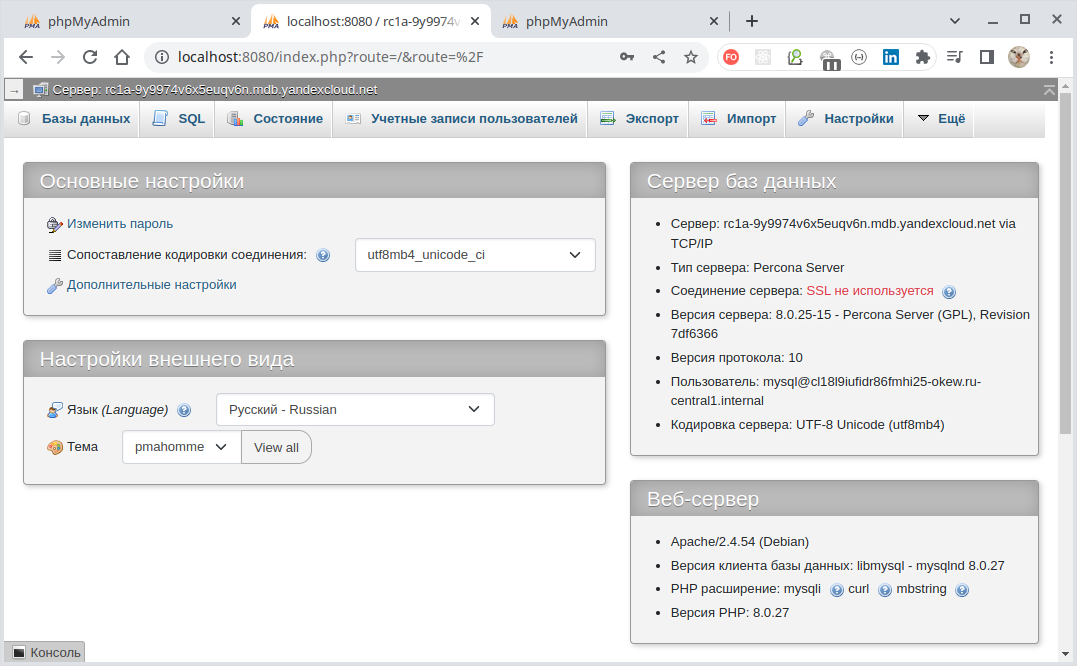 phpMyAdmin
localhost:8080 / rc1a-9y9974v
phpMyAdmin
localhost:8080/index.php?route=/&route=%2F
Сервер: rc1a-9y9974v6x5euqv6n.mdb.yandexcloud.net
Базы данных SQL Состояние Учетные записи пользователей Экспорт Импорт Настройки Ещё
Основные настройки
Изменить пароль
Сопоставление кодировки соединения: utf8mb4_unicode_ci
Дополнительные настройки
Настройки внешнего вида
Язык (Language) Русский - Russian
Тема pmahomme View all
Сервер баз данных
Сервер: rc1a-9y9974v6x5euqv6n.mdb.yandexcloud.net via
TCP/IP
Тип сервера: Percona Server
Соединение сервера: SSL не используется
Версия сервера: 8.0.25-15 - Percona Server (GPL), Revision
7df6366
Версия протокола: 10
Пользователь: mysql@cl18l9iufidr86fmhi25-okew.ru-
central1.internal
Кодировка сервера: UTF-8 Unicode (utf8mb4)
Веб-сервер
Apache/2.4.54 (Debian)
Версия клиента базы данных: libmysql - mysqlnd 8.0.27
PHP расширение: mysqli curl mbstring
Версия PHP: 8.0.27
Консоль